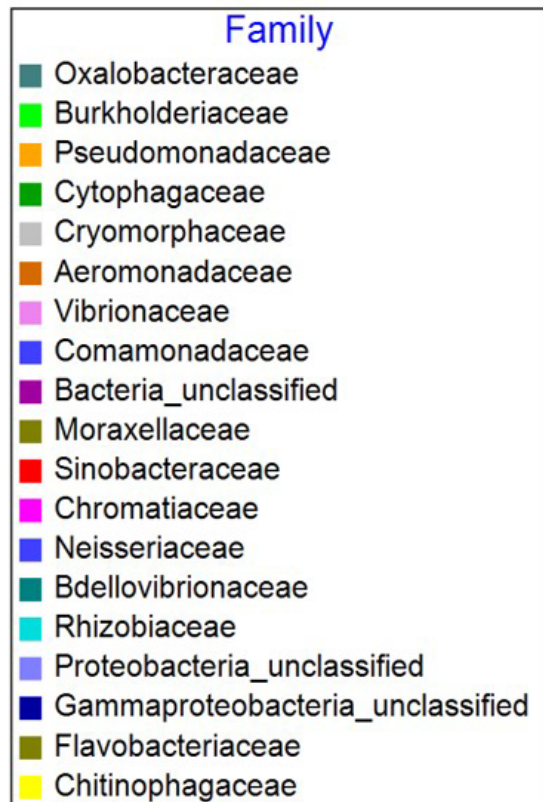 Family
Oxalobacteraceae
Burkholderiaceae
Pseudomonadaceae
Cytophagaceae
Cryomorphaceae
Aeromonadaceae
Vibrionaceae
Comamonadaceae
Bacteria_unclassified
Moraxellaceae
Sinobacteraceae
Chromatiaceae
Neisseriaceae
Bdellovibrionaceae
Rhizobiaceae
Proteobacteria_unclassified
Gammaproteobacteria_unclassified
Flavobacteriaceae
Chitinophagaceae